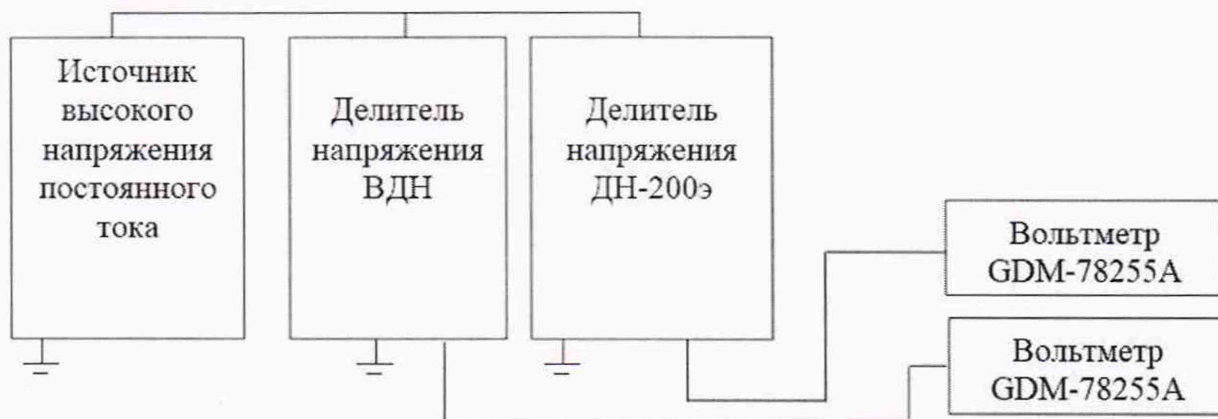 Источник
высокого
напряжения
постоянного
тока
Делитель
напряжения
ВДН
Делитель
напряжения
ДН-200э
Вольтметр
GDM-78255A
Вольтметр
GDM-78255A